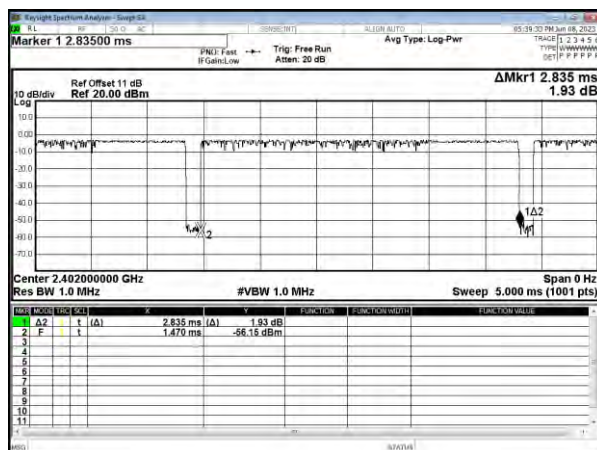 Keysight Spectrum Analyzer - Swept SA
RL RF 50 Ω AC SENSE:INT ALIGN AUTO 05:39:33 PM Jun 08, 2023
Marker 1 2.83500 ms Avg Type: Log-Pwr TRACE 1 2 3 4 5 6
PNO: Fast Trig: Free Run TYPE WWWWWW
IFGain:Low Atten: 20 dB DET P P P P P P
Ref Offset 11 dB ΔMkr1 2.835 ms
10 dB/div Ref 20.00 dBm 1.93 dB
Log
10.0
0.00
-10.0
-20.0
-30.0
-40.0
-50.0
-60.0
-70.0
1Δ2
2
Center 2.402000000 GHz Span 0 Hz
Res BW 1.0 MHz #VBW 1.0 MHz Sweep 5.000 ms (1001 pts)
MKR MODE TRC SCL X Y FUNCTION FUNCTION WIDTH FUNCTION VALUE
1 Δ2 t (Δ) 2.835 ms (Δ) 1.93 dB
2 F t 1.470 ms -56.15 dBm
3
4
5
6
7
8
9
10
11
MSG STATUS